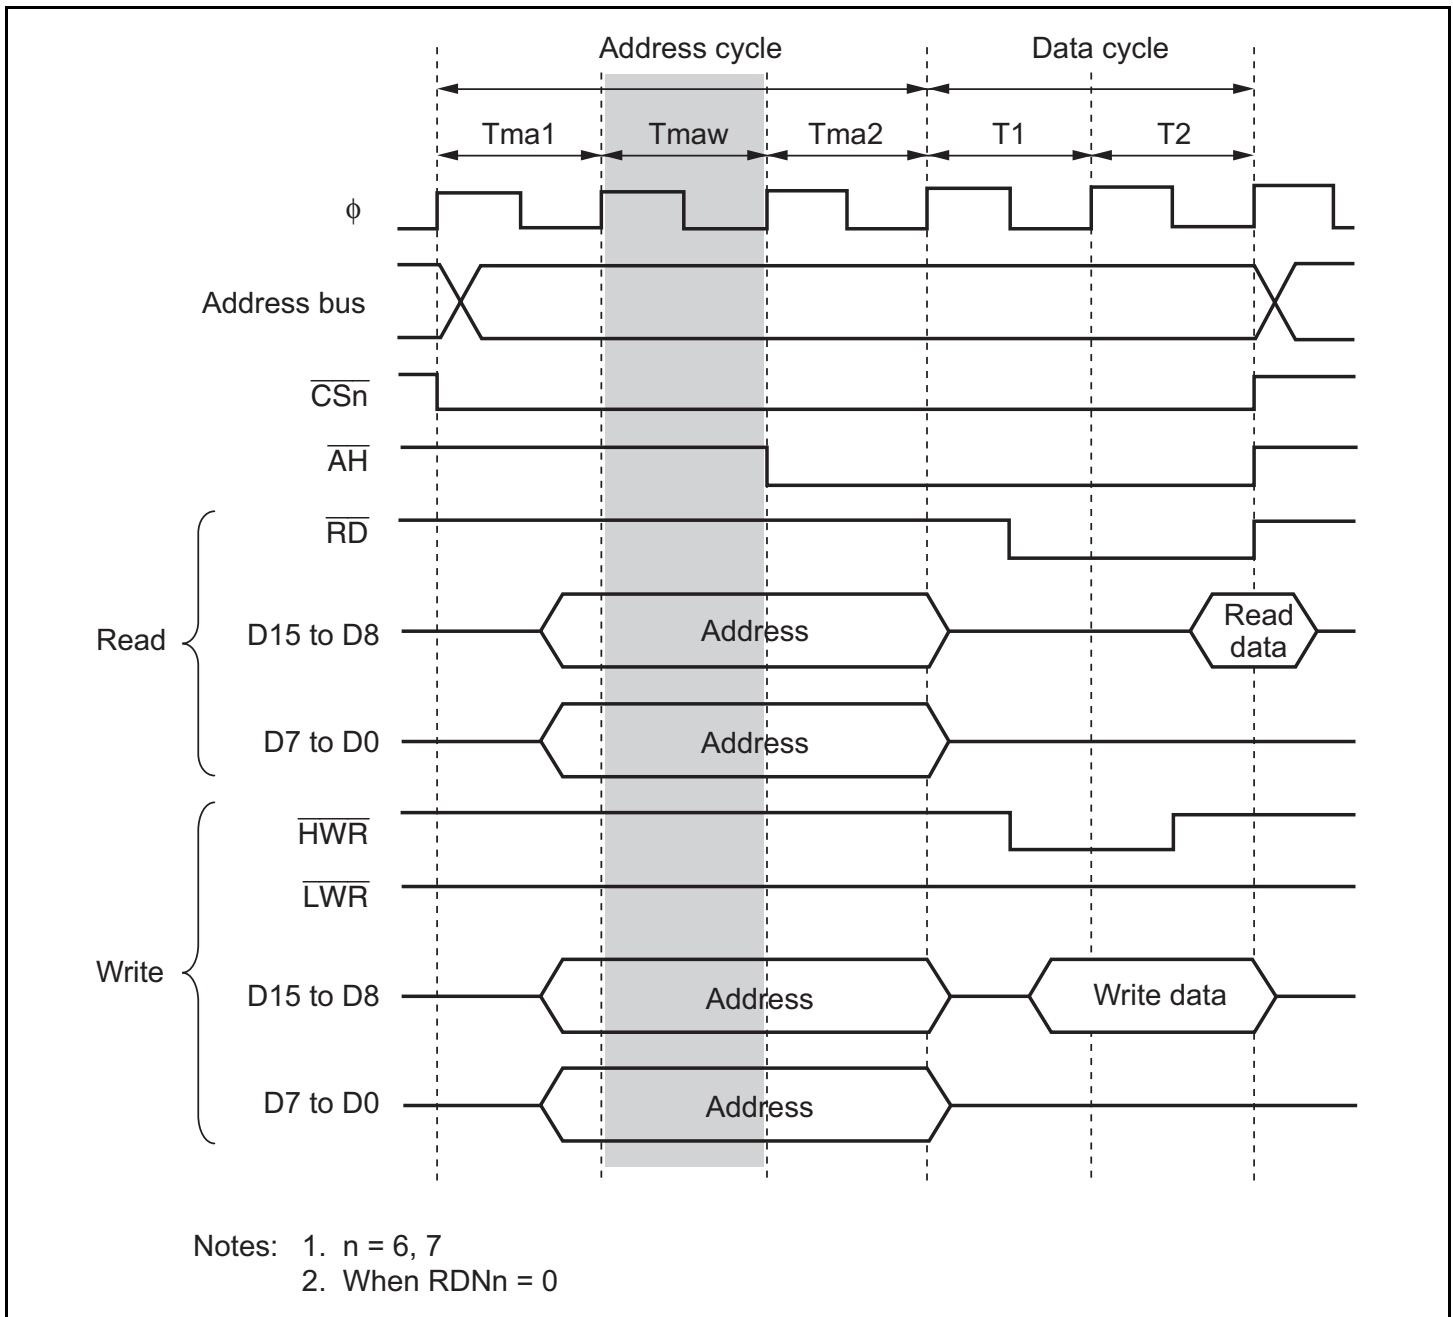 Address cycle Data cycle
Tma1 Tmaw Tma2 T1 T2
ϕ
Address bus
CSn
AH
RD
Read
D15 to D8 Address Read data
D7 to D0 Address
HWR
LWR
Write
D15 to D8 Address Write data
D7 to D0 Address
Notes: 1. n = 6, 7
2. When RDNn = 0